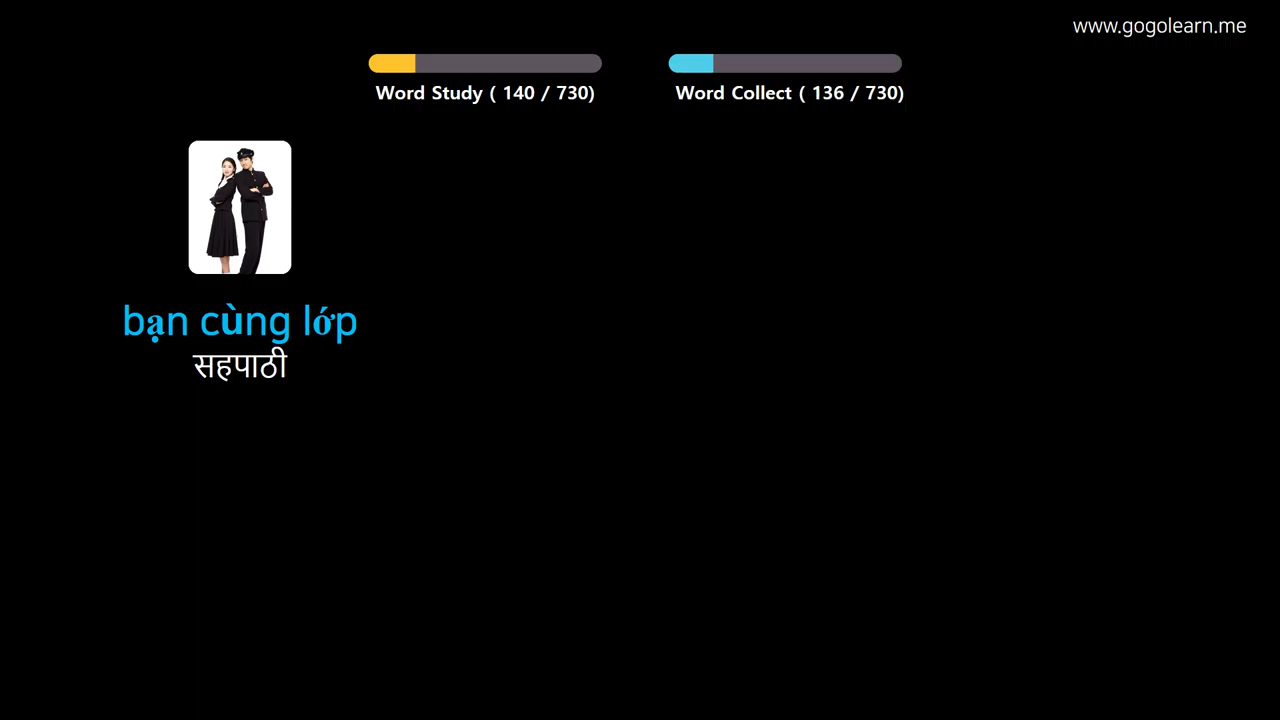 www.gogolearn.me
Word Study ( 140 / 730)
Word Collect ( 136 / 730)
bạn cùng lớp
सहपाठी